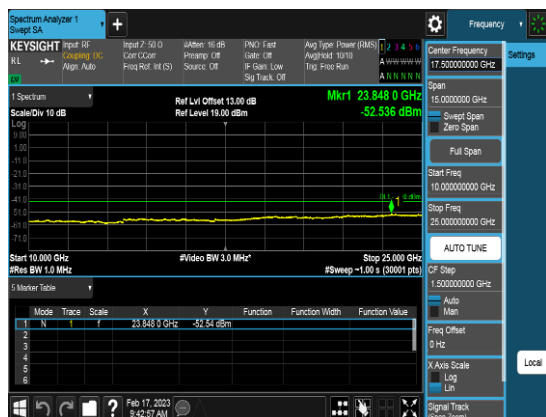 Spectrum Analyzer 1
Swept SA
+
Frequency
KEYSIGHT
RL
Input: RF
Coupling: DC
Align: Auto
Input Z: 50 Ω
Corr CCorr
Freq Ref: Int (S)
#Atten: 16 dB
Preamp: Off
Source: Off
PNO: Fast
Gate: Off
IF Gain: Low
Sig Track: Off
Avg Type: Power (RMS)
Avg|Hold: 10/10
Trig: Free Run
1 2 3 4 5 6
A W W W W W
A N N N N N
1 Spectrum
Scale/Div 10 dB
Log
Ref Lvl Offset 13.00 dB
Ref Level 19.00 dBm
Mkr1 23.848 0 GHz
-52.536 dBm
9.00
-1.00
-11.0
-21.0
-31.0
-41.0
-51.0
-61.0
-71.0
1
Start 10.000 GHz
#Res BW 1.0 MHz
#Video BW 3.0 MHz*
Stop 25.000 GHz
#Sweep ~1.00 s (30001 pts)
5 Marker Table
Mode Trace Scale X Y Function Function Width Function Value
1 N 1 f 23.848 0 GHz -52.54 dBm
2
3
4
5
6
Center Frequency
17.500000000 GHz
Span
15.0000000 GHz
Swept Span
Zero Span
Full Span
Start Freq
10.000000000 GHz
Stop Freq
25.000000000 GHz
AUTO TUNE
CF Step
1.500000000 GHz
Auto
Man
Freq Offset
0 Hz
X Axis Scale
Log
Lin
Signal Track
(Span Zoom)
Settings
Local
?
Feb 17, 2023
9:42:57 AM